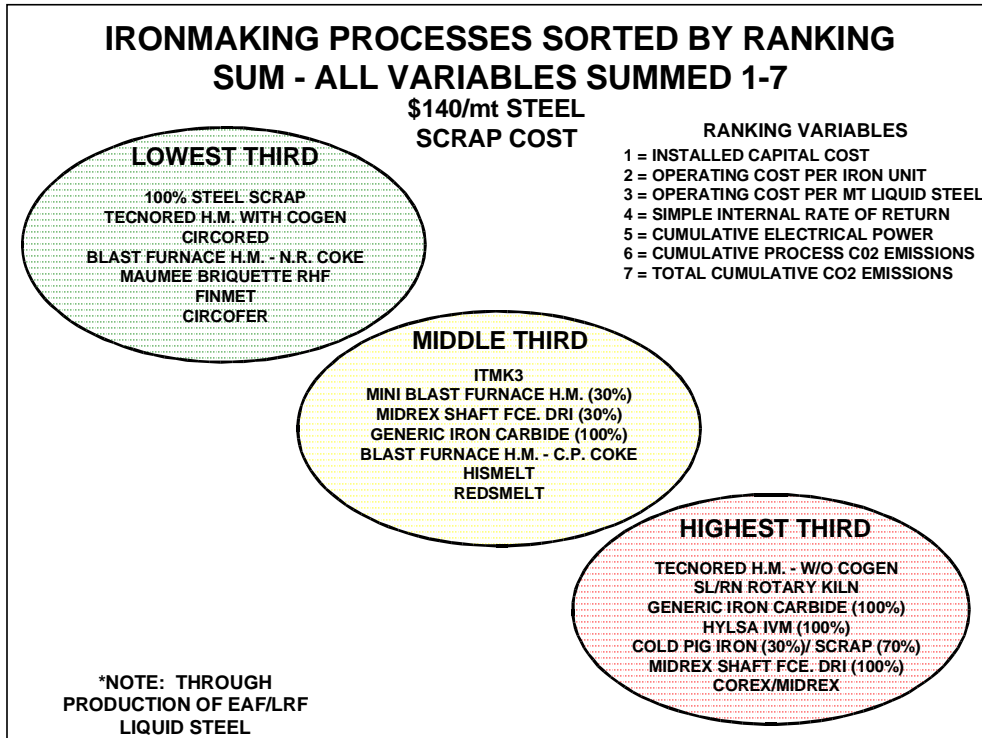 IRONMAKING PROCESSES SORTED BY RANKING
SUM - ALL VARIABLES SUMMED 1-7
$140/mt STEEL
SCRAP COST
RANKING VARIABLES
1 = INSTALLED CAPITAL COST
2 = OPERATING COST PER IRON UNIT
3 = OPERATING COST PER MT LIQUID STEEL
4 = SIMPLE INTERNAL RATE OF RETURN
5 = CUMULATIVE ELECTRICAL POWER
6 = CUMULATIVE PROCESS C02 EMISSIONS
7 = TOTAL CUMULATIVE CO2 EMISSIONS
LOWEST THIRD
100% STEEL SCRAP
TECNORED H.M. WITH COGEN
CIRCORED
BLAST FURNACE H.M. - N.R. COKE
MAUMEE BRIQUETTE RHF
FINMET
CIRCOFER
MIDDLE THIRD
ITMK3
MINI BLAST FURNACE H.M. (30%)
MIDREX SHAFT FCE. DRI (30%)
GENERIC IRON CARBIDE (100%)
BLAST FURNACE H.M. - C.P. COKE
HISMELT
REDSMELT
HIGHEST THIRD
TECNORED H.M. - W/O COGEN
SL/RN ROTARY KILN
GENERIC IRON CARBIDE (100%)
HYLSA IVM (100%)
COLD PIG IRON (30%)/ SCRAP (70%)
MIDREX SHAFT FCE. DRI (100%)
COREX/MIDREX
*NOTE: THROUGH
PRODUCTION OF EAF/LRF
LIQUID STEEL